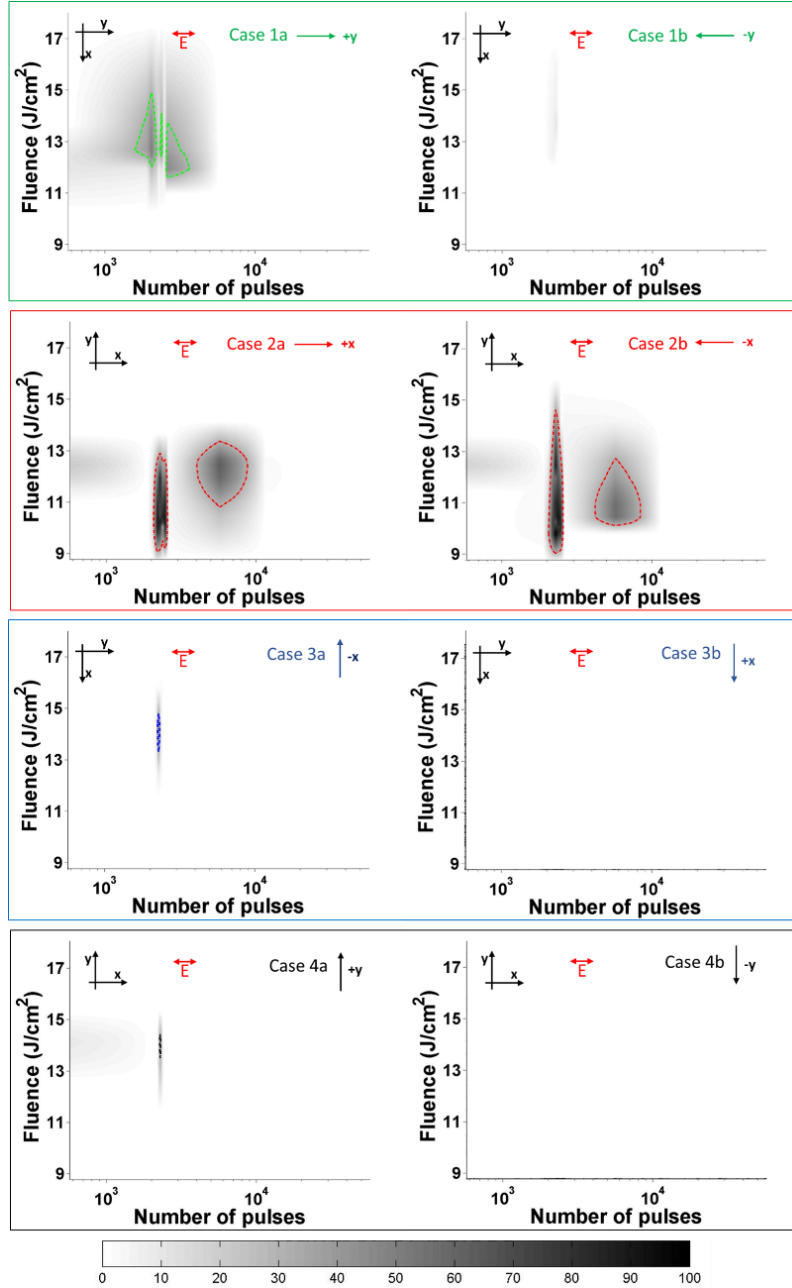 y
x
E
Case 1a
+y
Fluence (J/cm²)
17
15
13
11
9
10³
10⁴
Number of pulses
y
x
E
Case 1b
-y
Fluence (J/cm²)
17
15
13
11
9
10³
10⁴
Number of pulses
y
x
E
Case 2a
+x
Fluence (J/cm²)
17
15
13
11
9
10³
10⁴
Number of pulses
y
x
E
Case 2b
-x
Fluence (J/cm²)
17
15
13
11
9
10³
10⁴
Number of pulses
y
x
E
Case 3a
-x
Fluence (J/cm²)
17
15
13
11
9
10³
10⁴
Number of pulses
y
x
E
Case 3b
+x
Fluence (J/cm²)
17
15
13
11
9
10³
10⁴
Number of pulses
y
x
E
Case 4a
+y
Fluence (J/cm²)
17
15
13
11
9
10³
10⁴
Number of pulses
y
x
E
Case 4b
-y
Fluence (J/cm²)
17
15
13
11
9
10³
10⁴
Number of pulses
0 10 20 30 40 50 60 70 80 90 100